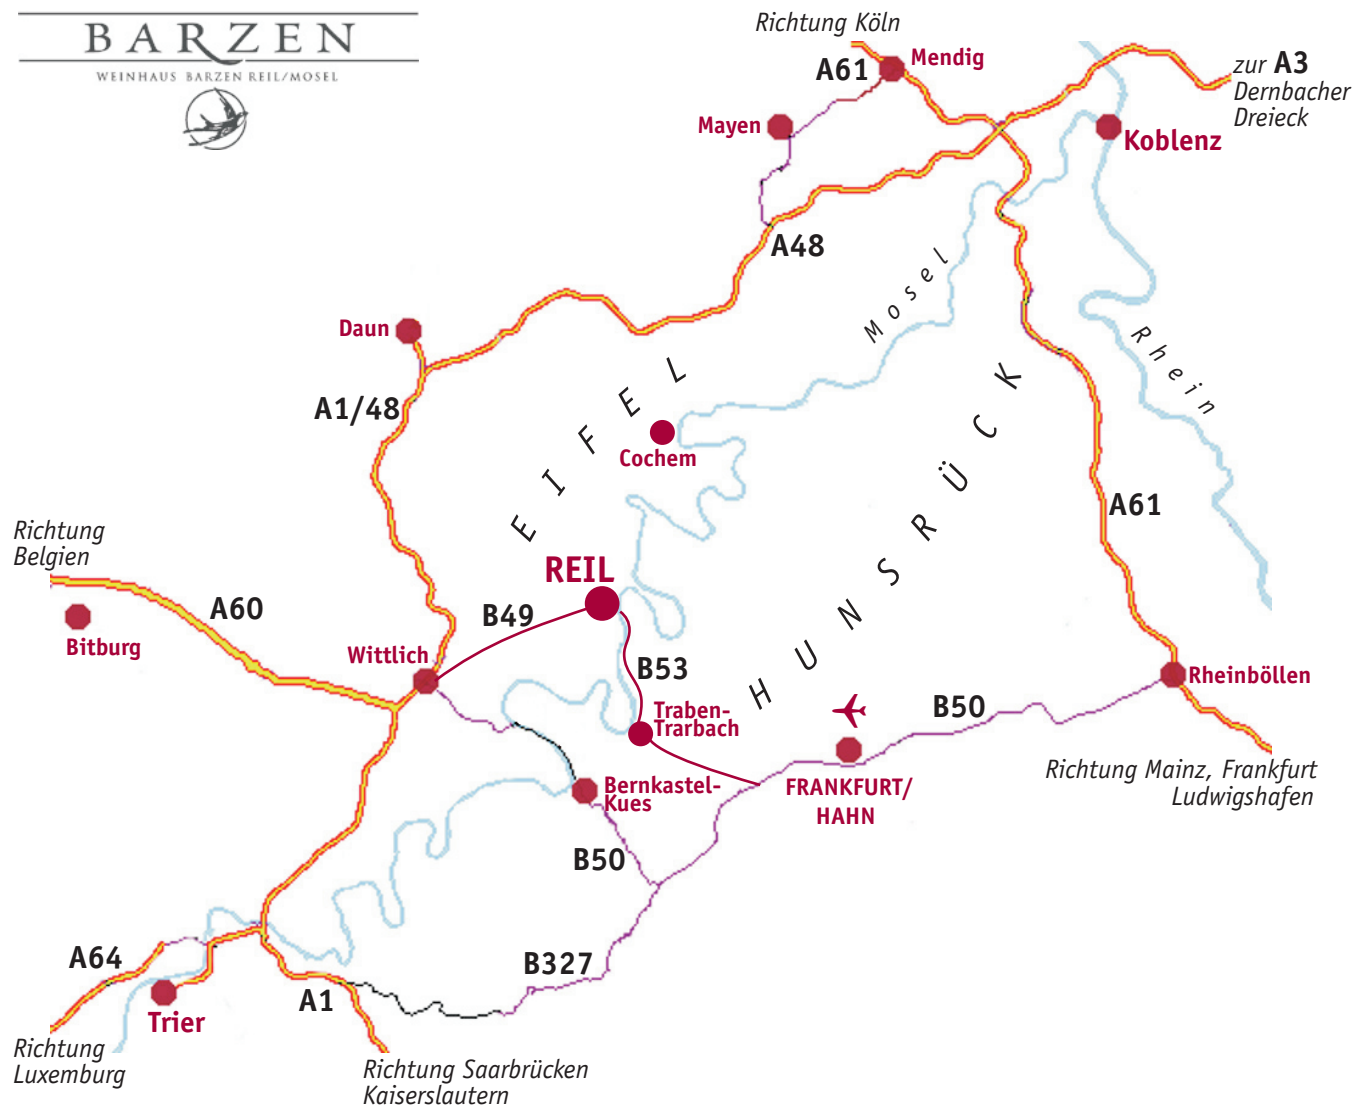 BARZEN
WEINHAUS BARZEN REIL/MOSEL
Richtung Köln
A61
Mendig
zur A3
Dernbacher
Dreieck
Mayen
Koblenz
A48
Mosel
Daun
Rhein
A1/48
EIFEL
Cochem
HUNSRÜCK
A61
Richtung
Belgien
REIL
A60
B49
Bitburg
Wittlich
B53
Rheinböllen
Traben-
Trarbach
B50
Richtung Mainz, Frankfurt
Ludwigshafen
Bernkastel-
Kues
FRANKFURT/
HAHN
B50
A64
B327
A1
Trier
Richtung
Luxemburg
Richtung Saarbrücken
Kaiserslautern